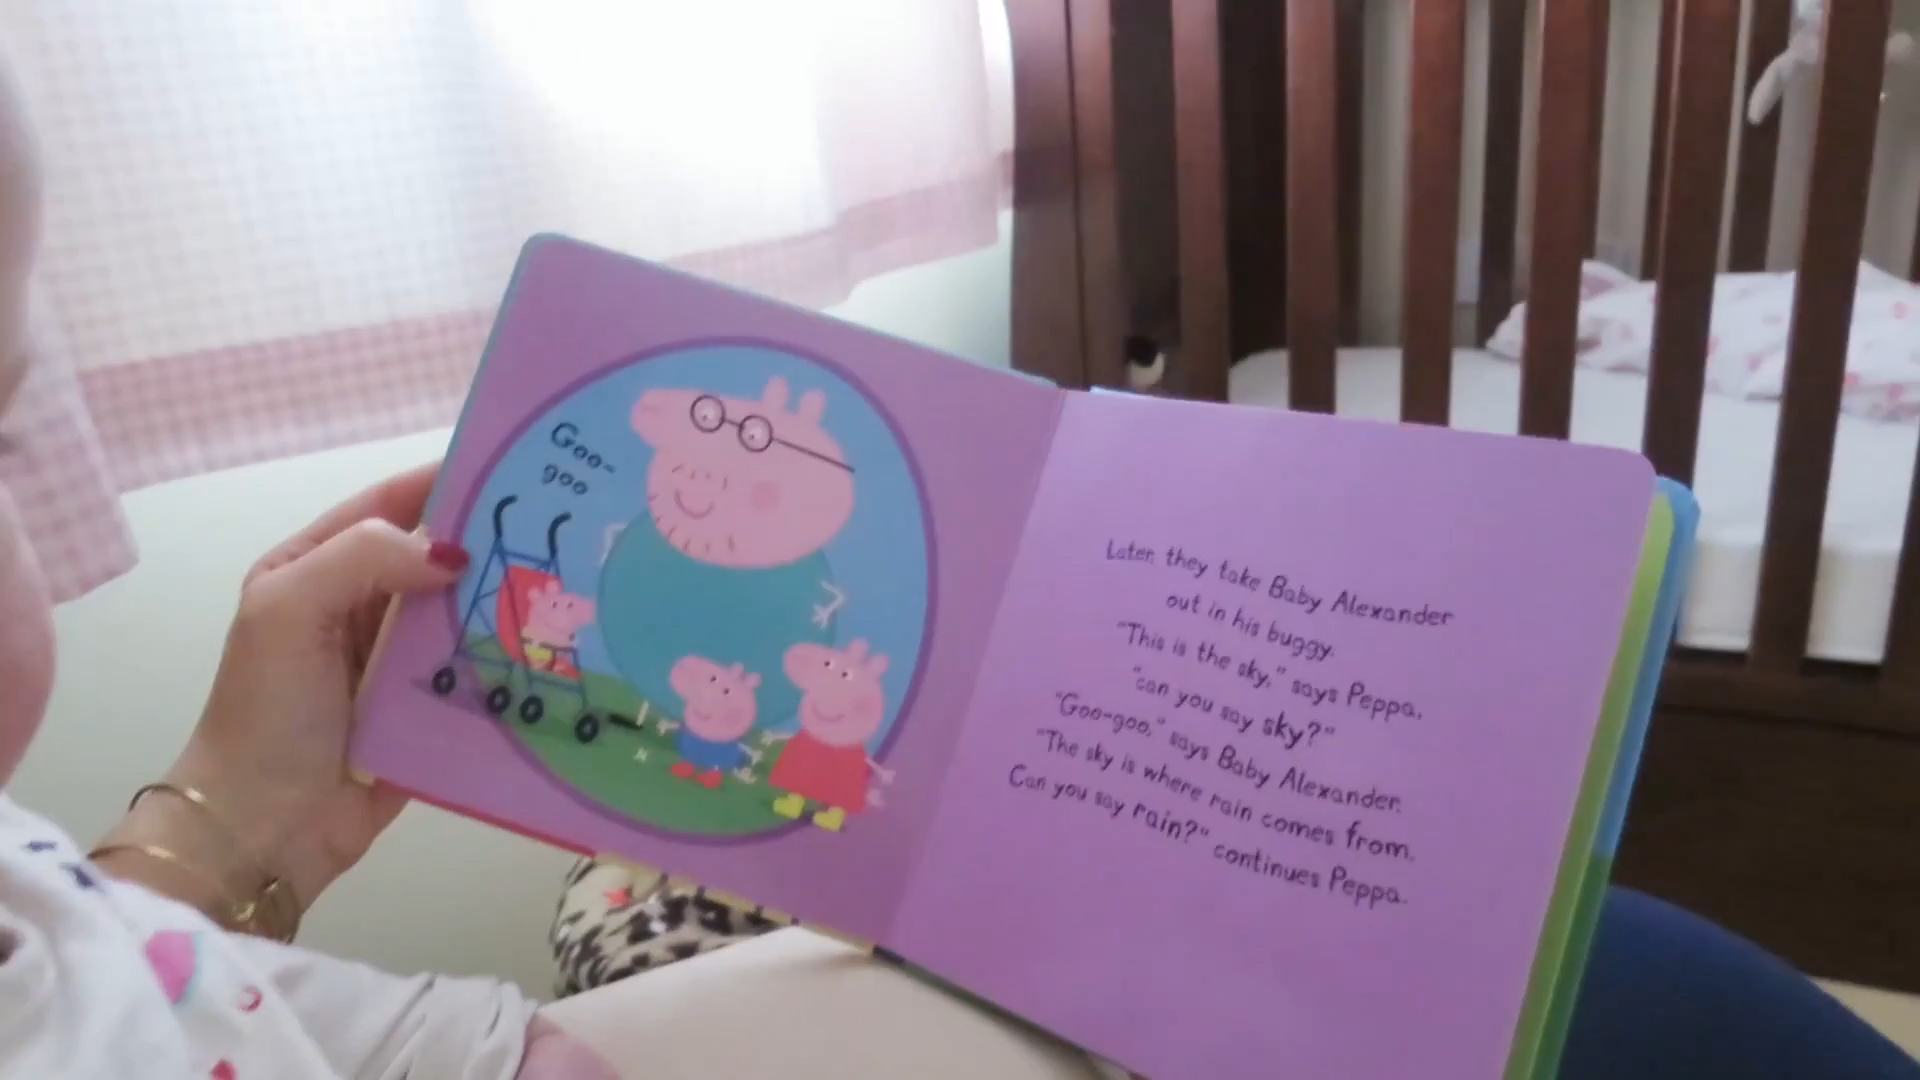 Goo-
goo
Later, they take Baby Alexander
out in his buggy.
"This is the sky," says Peppa,
"can you say sky?"
"Goo-goo," says Baby Alexander.
"The sky is where rain comes from.
Can you say rain?" continues Peppa.